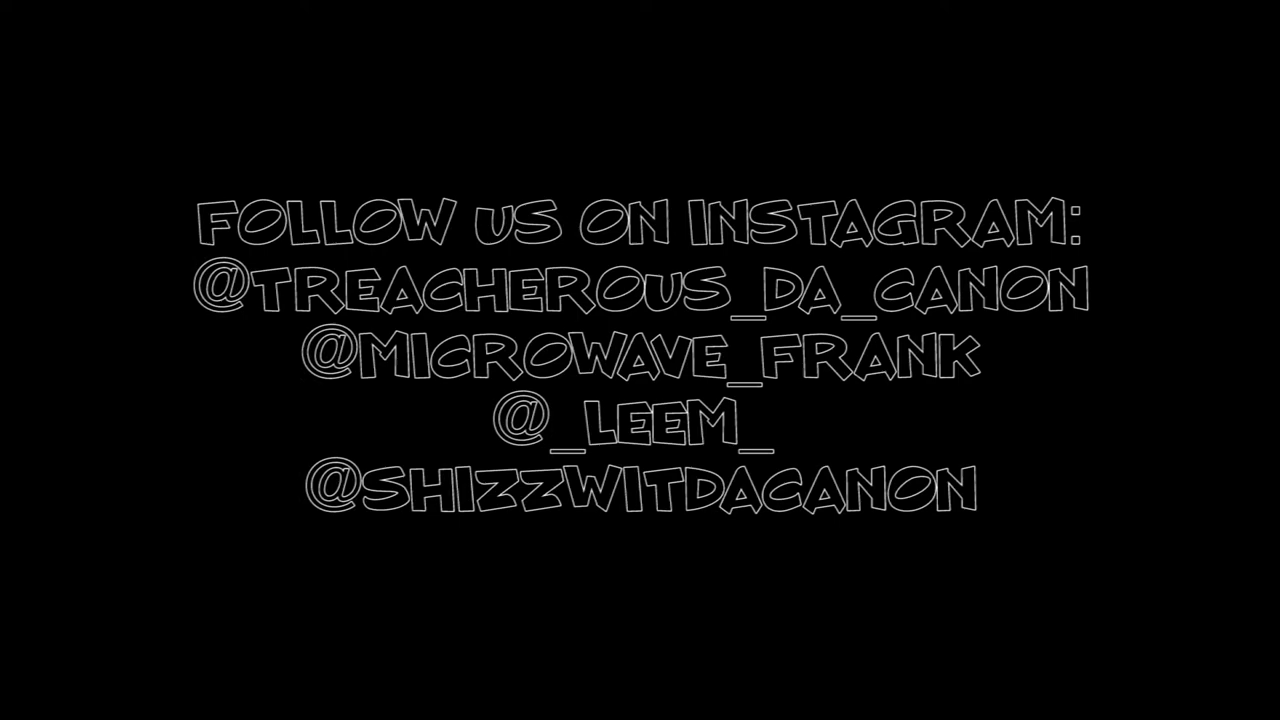 FOLLOW US ON INSTAGRAM:
@TREACHEROUS_DA_CANON
@MICROWAVE_FRANK
@_LEEM_
@SHIZZWITDACANON